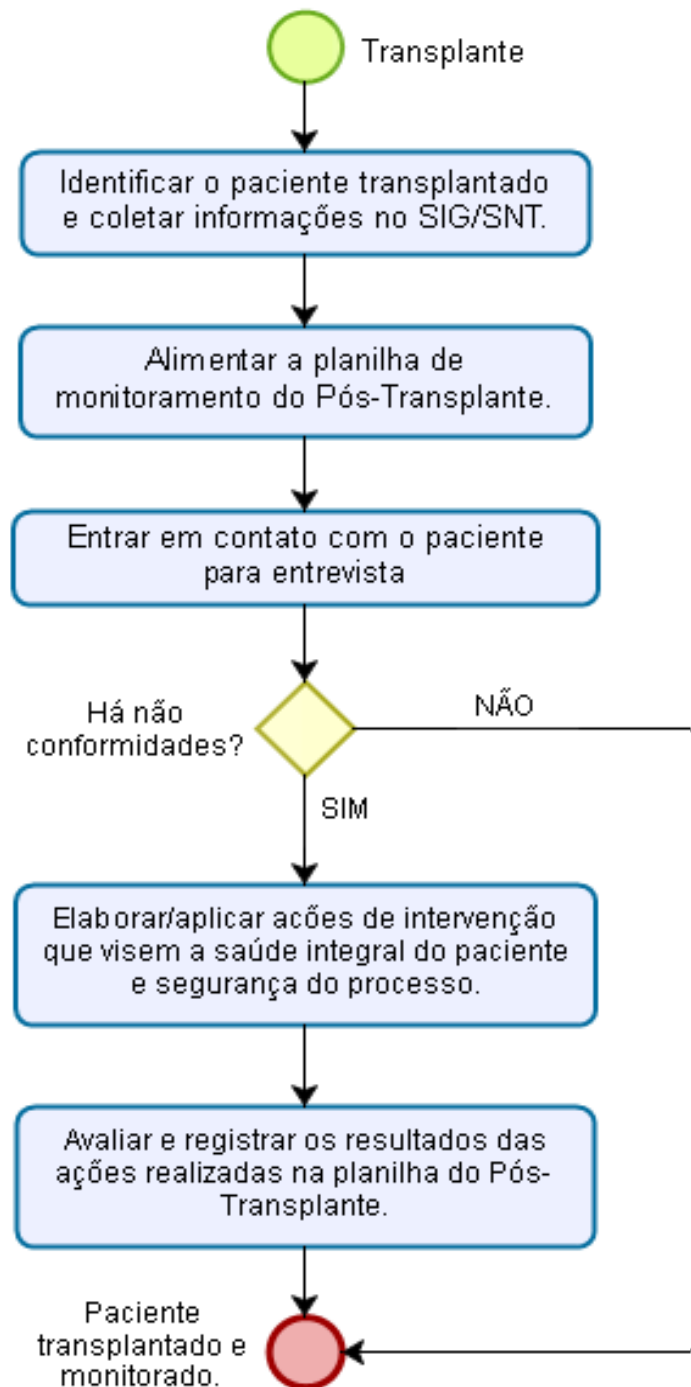 Transplante
Identificar o paciente transplantado
e coletar informações no SIG/SNT.
Alimentar a planilha de
monitoramento do Pós-Transplante.
Entrar em contato com o paciente
para entrevista
Há não
conformidades?
NÃO
SIM
Elaborar/aplicar acões de intervenção
que visem a saúde integral do paciente
e segurança do processo.
Avaliar e registrar os resultados das
ações realizadas na planilha do Pós-
Transplante.
Paciente
transplantado e
monitorado.